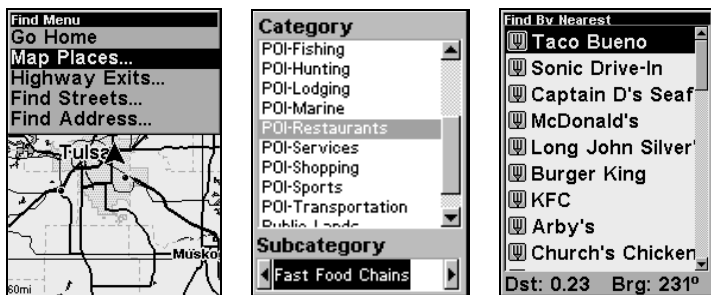 Find Menu
Go Home
Map Places...
Highway Exits...
Find Streets...
Find Address...
Tulsa
Musko
60mi
Category
POI-Fishing
POI-Hunting
POI-Lodging
POI-Marine
POI-Restaurants
POI-Services
POI-Shopping
POI-Sports
POI-Transportation
Public Lands
Subcategory
Fast Food Chains
Find By Nearest
Taco Bueno
Sonic Drive-In
Captain D's Seaf
McDonald's
Long John Silver'
Burger King
KFC
Arby's
Church's Chicken
Dst: 0.23 Brg: 231º